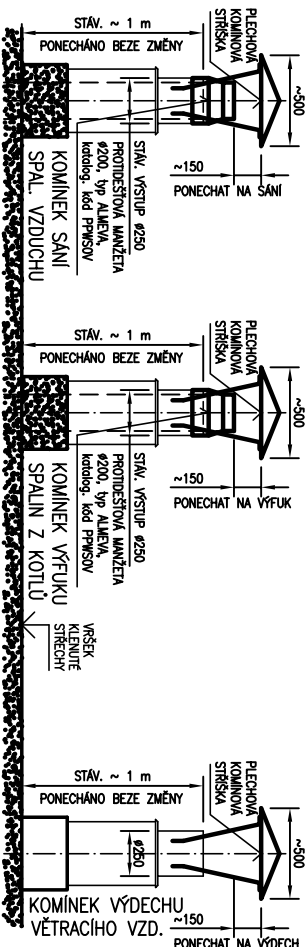 STÁV. ~ 1 m
PONECHÁNO BEZE ZMĚNY
PLECHOVÁ
KOMÍNOVÁ
STŘÍŠKA
~500
~150
PONECHAT NA SÁNÍ
STÁV. VÝSTUP ø250
PROTIDEŠŤOVÁ MANŽETA
ø200, typ ALMEVA,
katalog. kód PPWS0V
KOMÍNEK SÁNÍ
SPAL. VZDUCHU
STÁV. ~ 1 m
PONECHÁNO BEZE ZMĚNY
PLECHOVÁ
KOMÍNOVÁ
STŘÍŠKA
~500
~150
PONECHAT NA VÝFUK
STÁV. VÝSTUP ø250
PROTIDEŠŤOVÁ MANŽETA
ø200, typ ALMEVA,
katalog. kód PPWS0V
KOMÍNEK VÝFUKU
SPALIN Z KOTLŮ
VRŠEK
KLENUTÉ
STŘECHY
STÁV. ~ 1 m
PONECHÁNO BEZE ZMĚNY
PLECHOVÁ
KOMÍNOVÁ
STŘÍŠKA
~500
~150
PONECHAT NA VÝDECH
ø250
KOMÍNEK VÝDECHU
VĚTRACÍHO VZD.